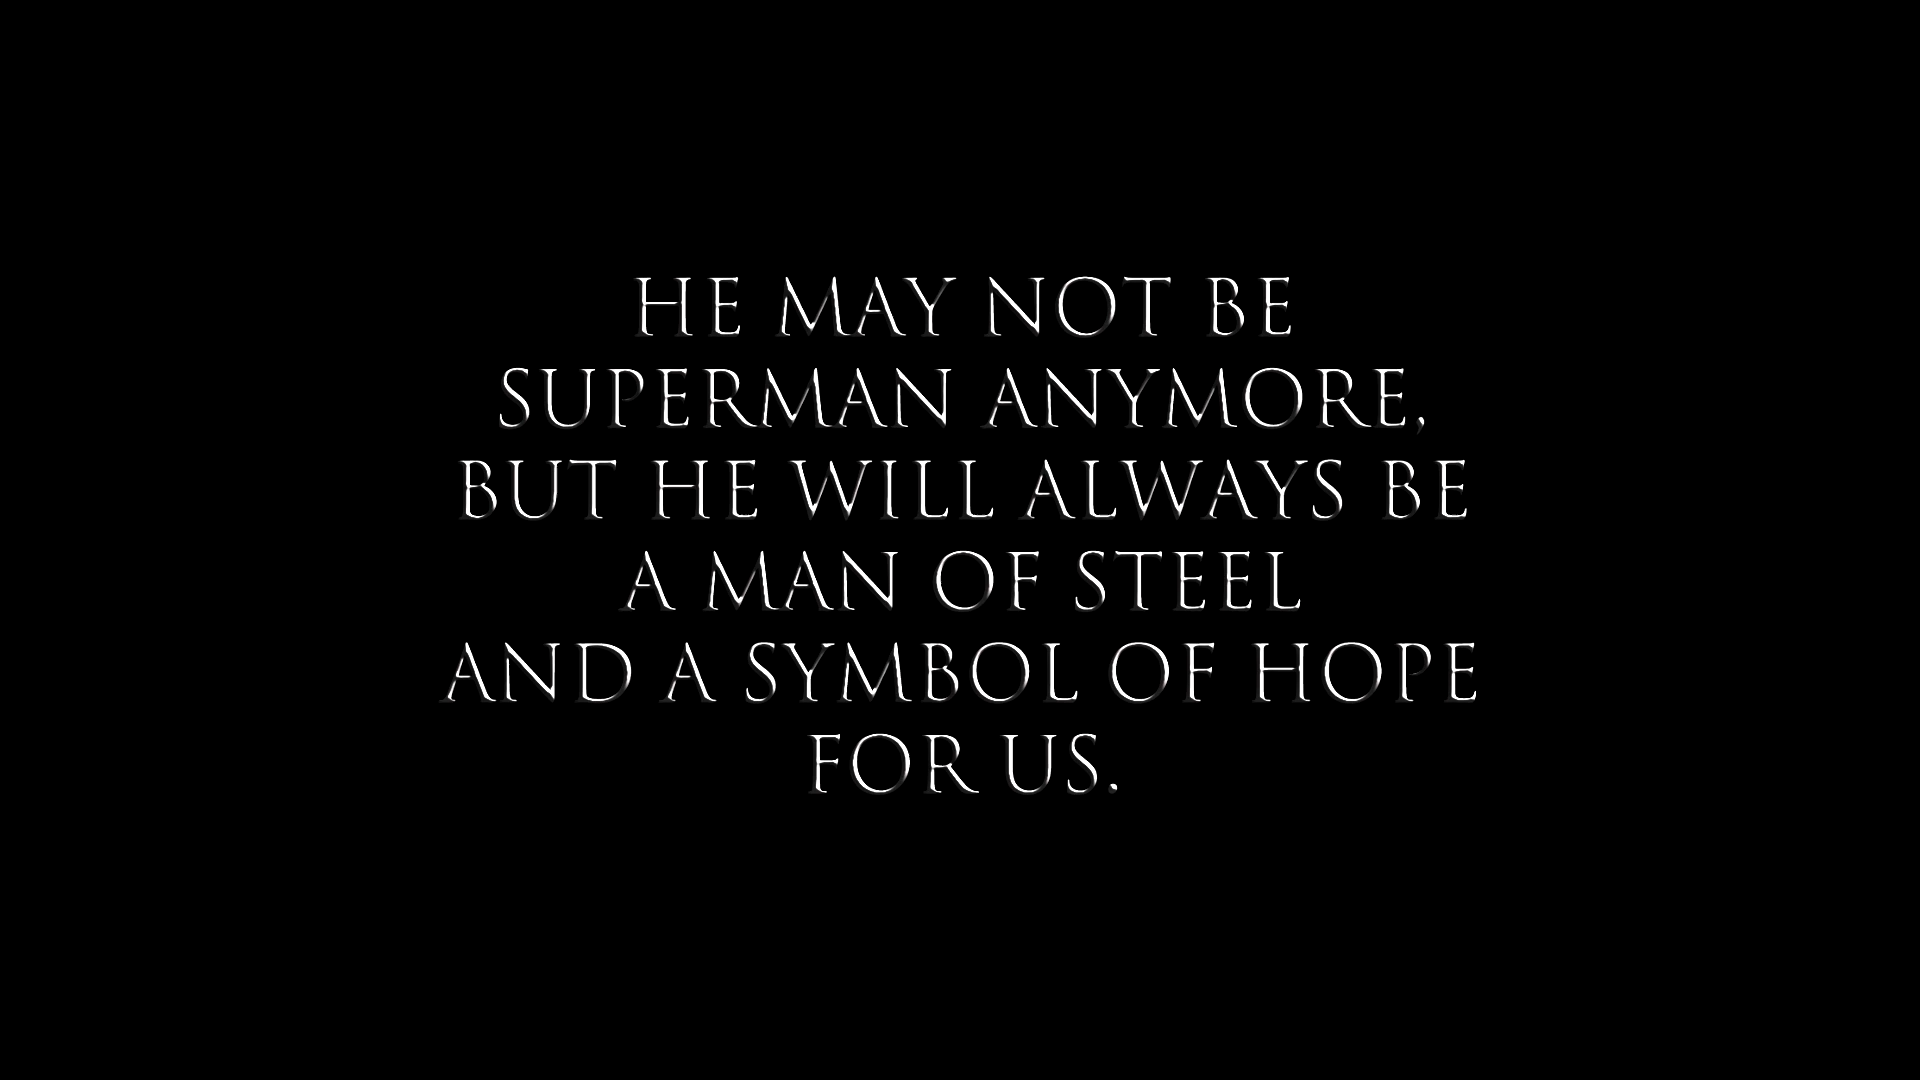 HE MAY NOT BE
SUPERMAN ANYMORE,
BUT HE WILL ALWAYS BE
A MAN OF STEEL
AND A SYMBOL OF HOPE
FOR US.